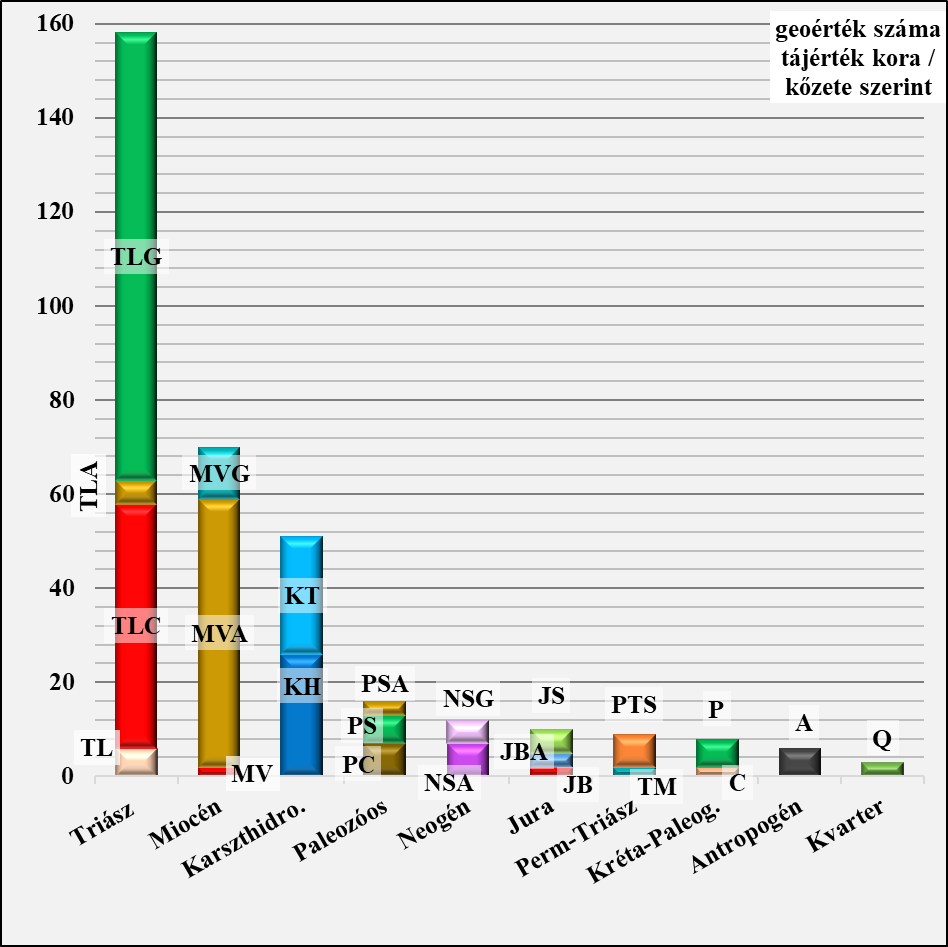 geoérték száma
tájérték kora /
kőzete szerint
160
140
120
100
80
60
40
20
0
TLG
TLA
TLC
TL
MVG
MVA
MV
KT
KH
PSA
PS
PC
NSG
NSA
JS
JBA
JB
PTS
TM
P
C
A
Q
Triász
Miocén
Karszthidro.
Paleozóos
Neogén
Jura
Perm-Triász
Kréta-Paleog.
Antropogén
Kvarter